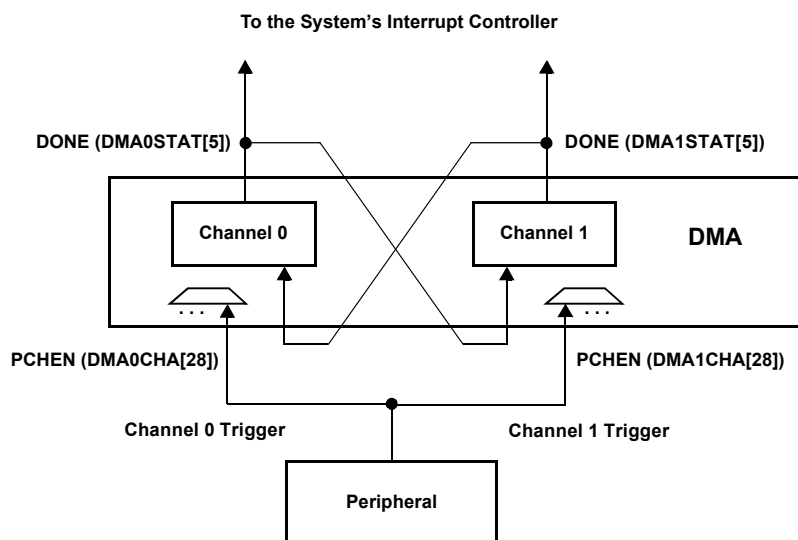 To the System’s Interrupt Controller
DONE (DMA0STAT[5])
DONE (DMA1STAT[5])
Channel 0
Channel 1
DMA
. . .
. . .
PCHEN (DMA0CHA[28])
PCHEN (DMA1CHA[28])
Channel 0 Trigger
Channel 1 Trigger
Peripheral